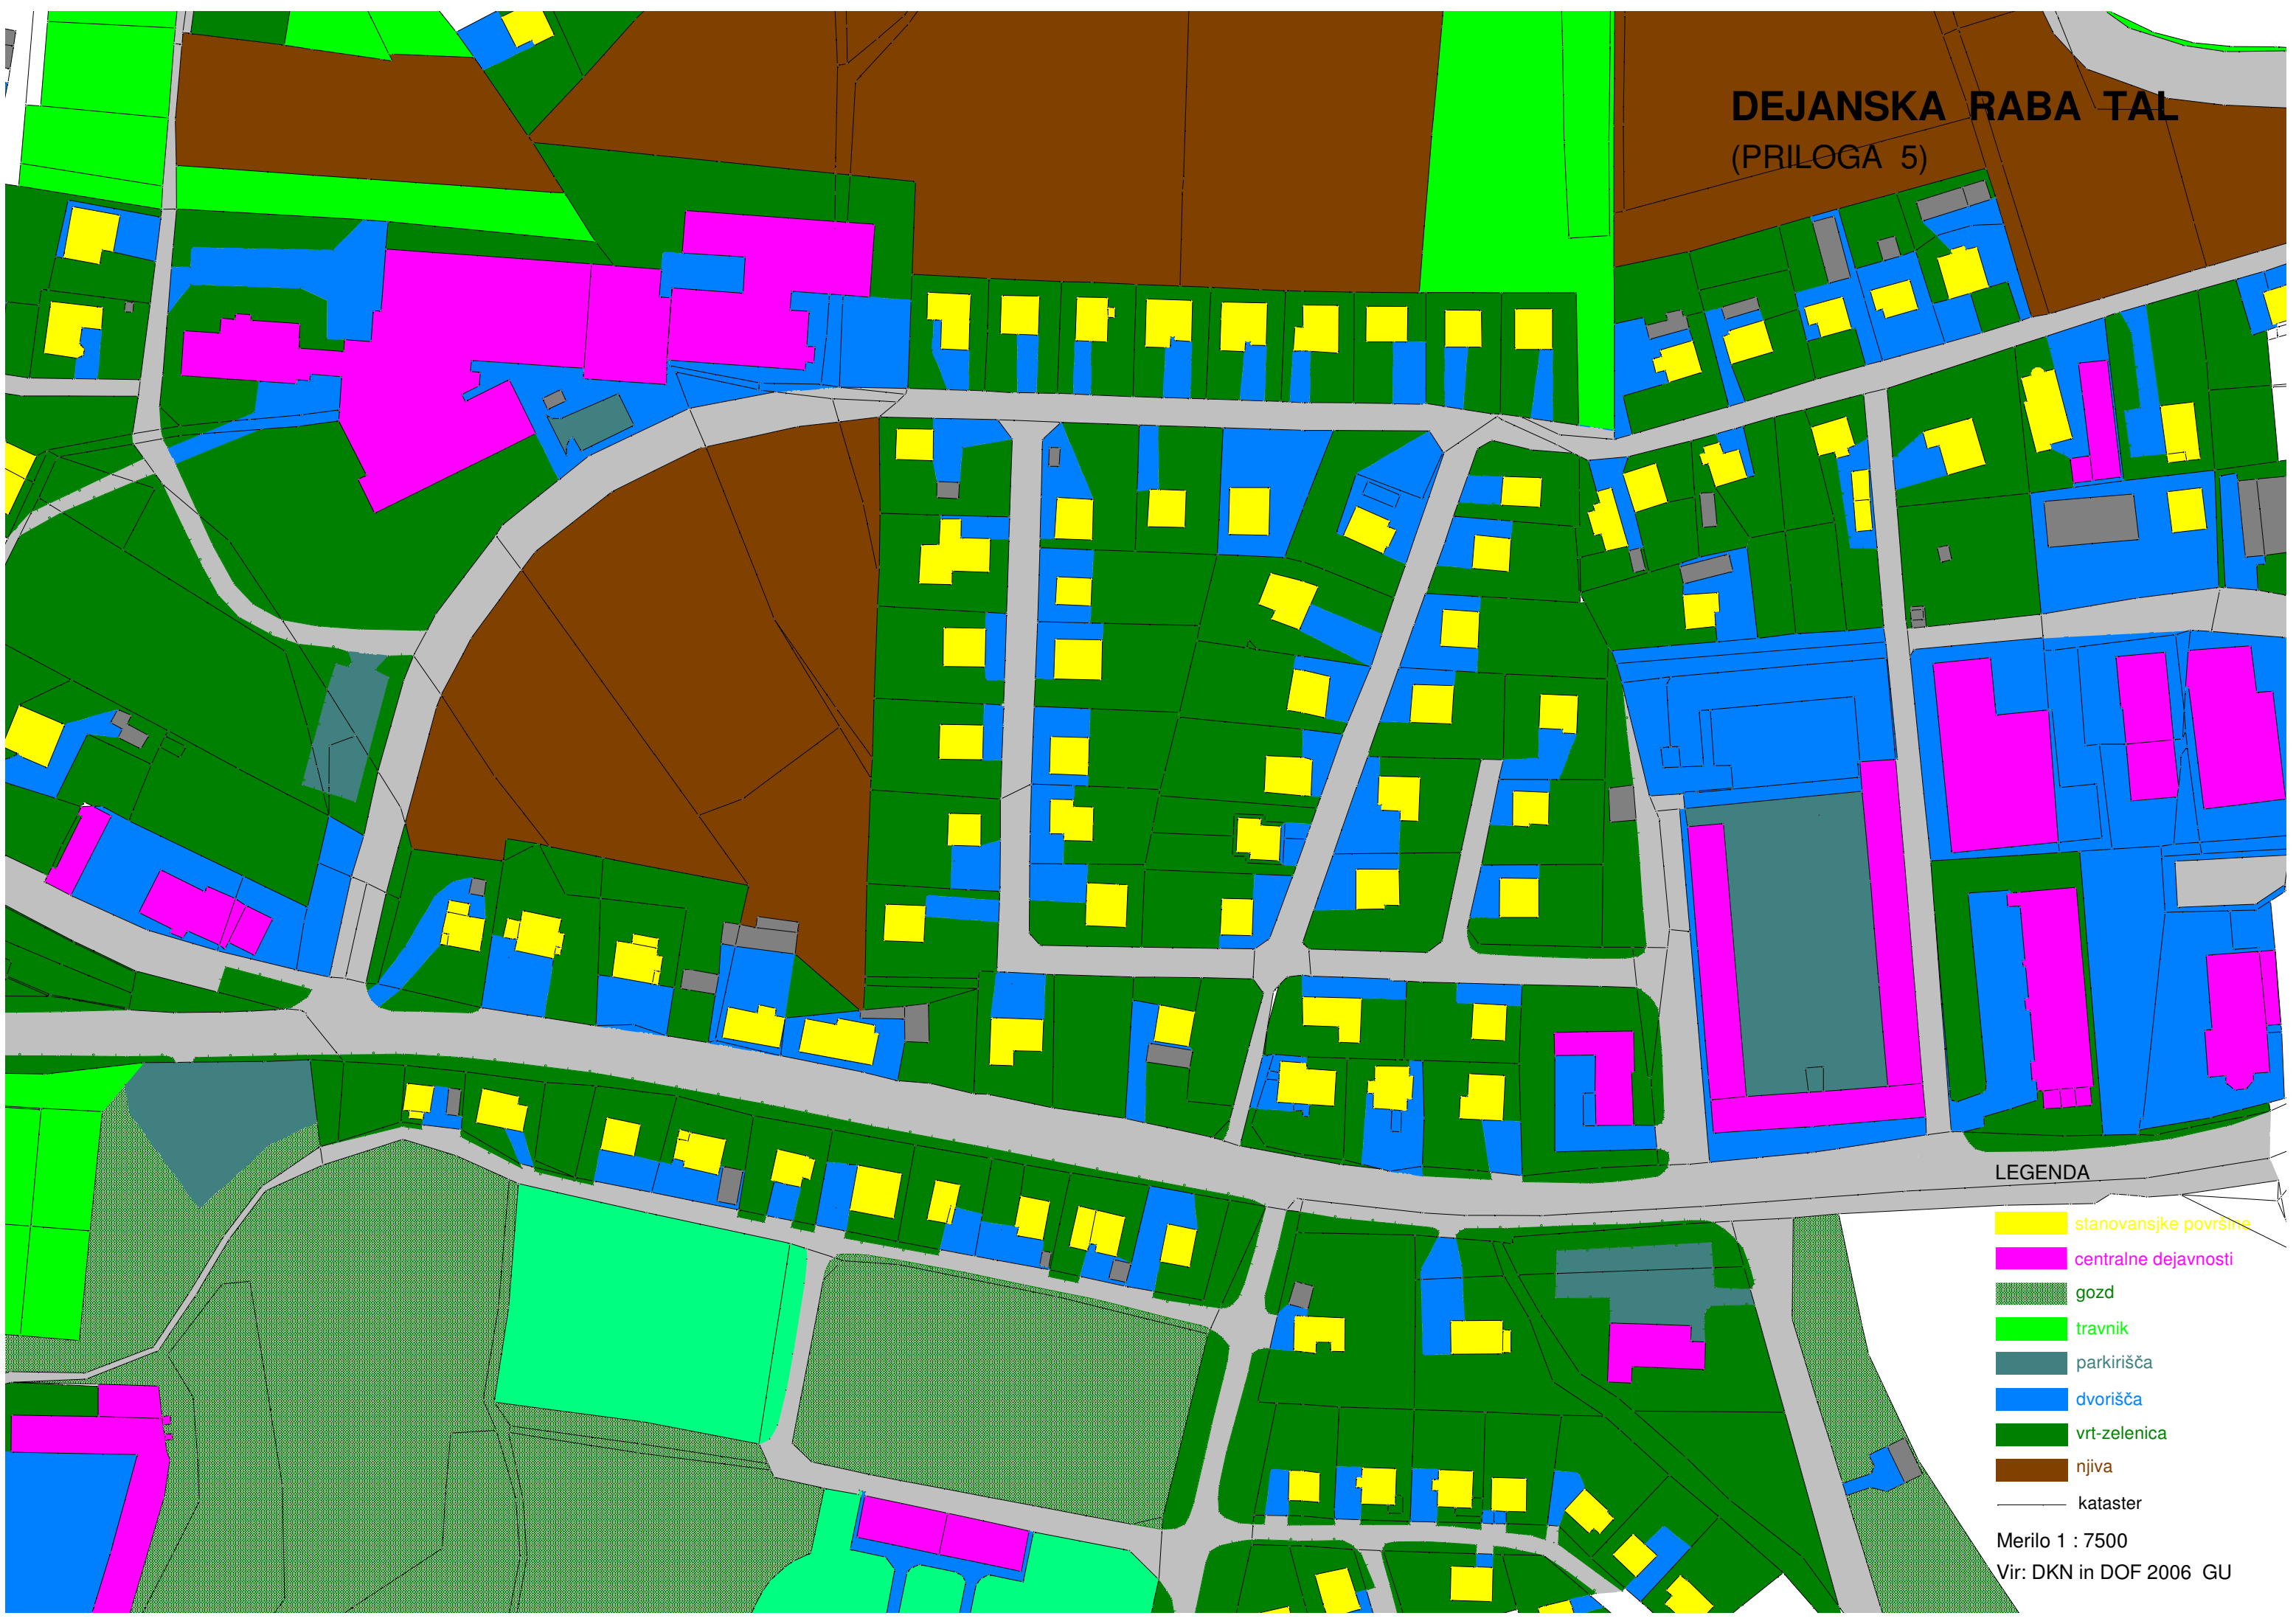 DEJANSKA RABA TAL
(PRILOGA 5)
LEGENDA
stanovansjke površine
centralne dejavnosti
gozd
travnik
parkirišča
dvorišča
vrt-zelenica
njiva
kataster
Merilo 1 : 7500
Vir: DKN in DOF 2006 GU